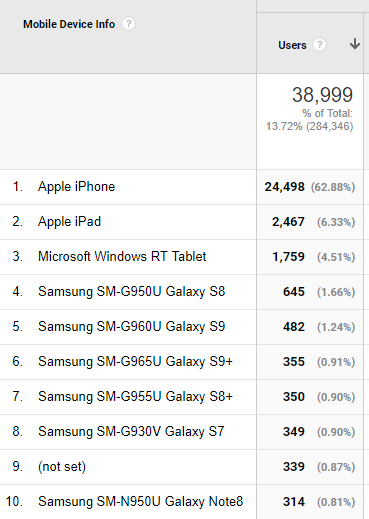 Mobile Device Info ?
Users ?
38,999
% of Total:
13.72% (284,346)
1. Apple iPhone 24,498 (62.88%)
2. Apple iPad 2,467 (6.33%)
3. Microsoft Windows RT Tablet 1,759 (4.51%)
4. Samsung SM-G950U Galaxy S8 645 (1.66%)
5. Samsung SM-G960U Galaxy S9 482 (1.24%)
6. Samsung SM-G965U Galaxy S9+ 355 (0.91%)
7. Samsung SM-G955U Galaxy S8+ 350 (0.90%)
8. Samsung SM-G930V Galaxy S7 349 (0.90%)
9. (not set) 339 (0.87%)
10. Samsung SM-N950U Galaxy Note8 314 (0.81%)